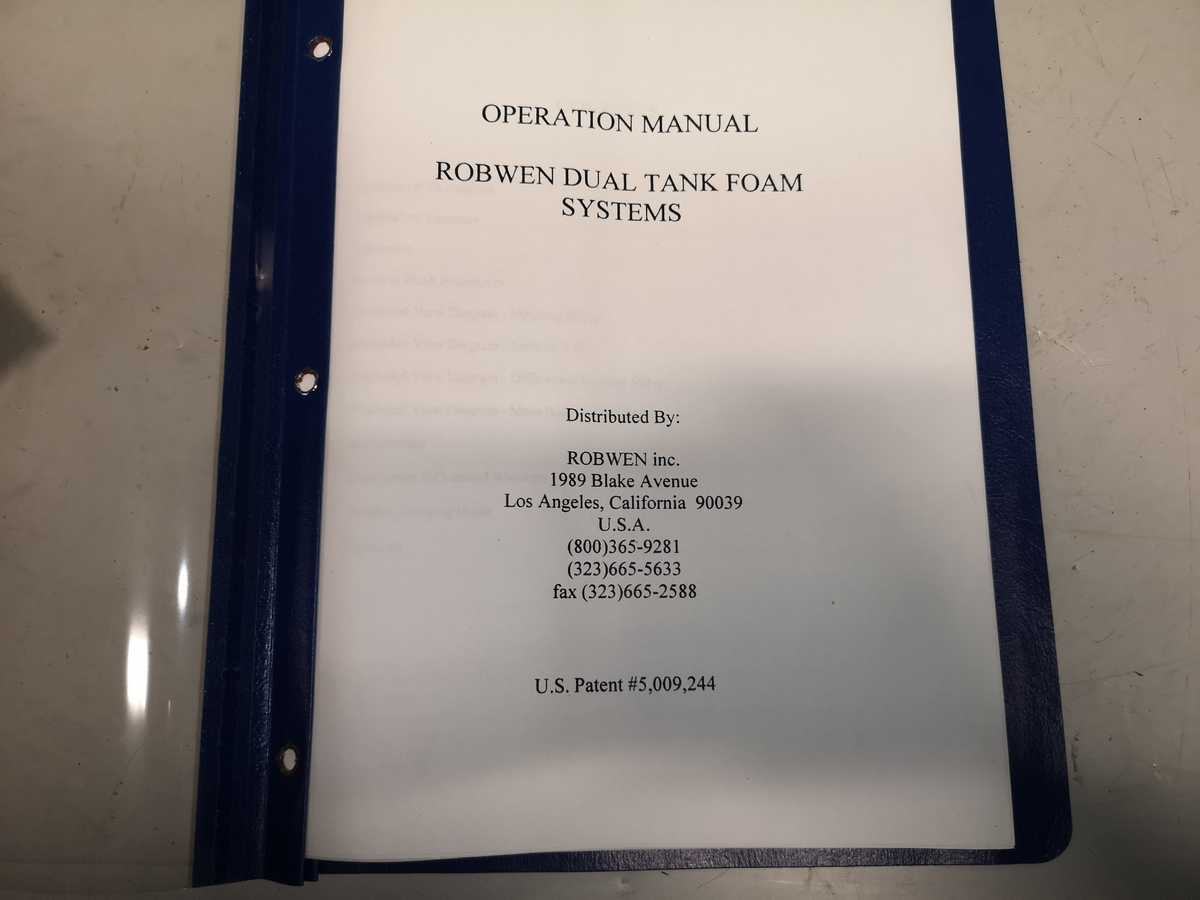 OPERATION MANUAL
ROBWEN DUAL TANK FOAM
SYSTEMS
Distributed By:
ROBWEN inc.
1989 Blake Avenue
Los Angeles, California 90039
U.S.A.
(800)365-9281
(323)665-5633
fax (323)665-2588
U.S. Patent #5,009,244